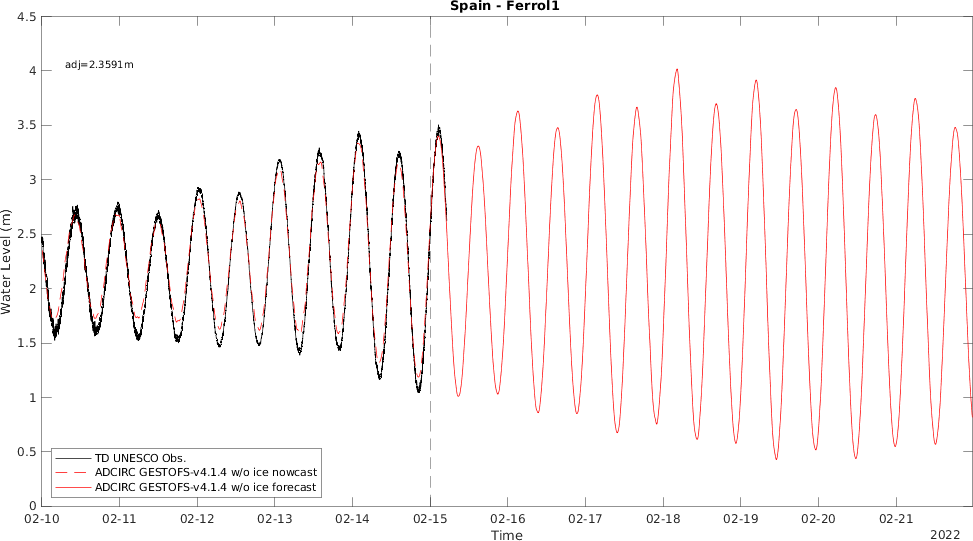 Spain - Ferrol1
4.5
4
3.5
3
2.5
2
1.5
1
0.5
0
Water Level (m)
adj=2.3591m
TD UNESCO Obs.
ADCIRC GESTOFS-v4.1.4 w/o ice nowcast
ADCIRC GESTOFS-v4.1.4 w/o ice forecast
02-10 02-11 02-12 02-13 02-14 02-15 02-16 02-17 02-18 02-19 02-20 02-21
Time
2022